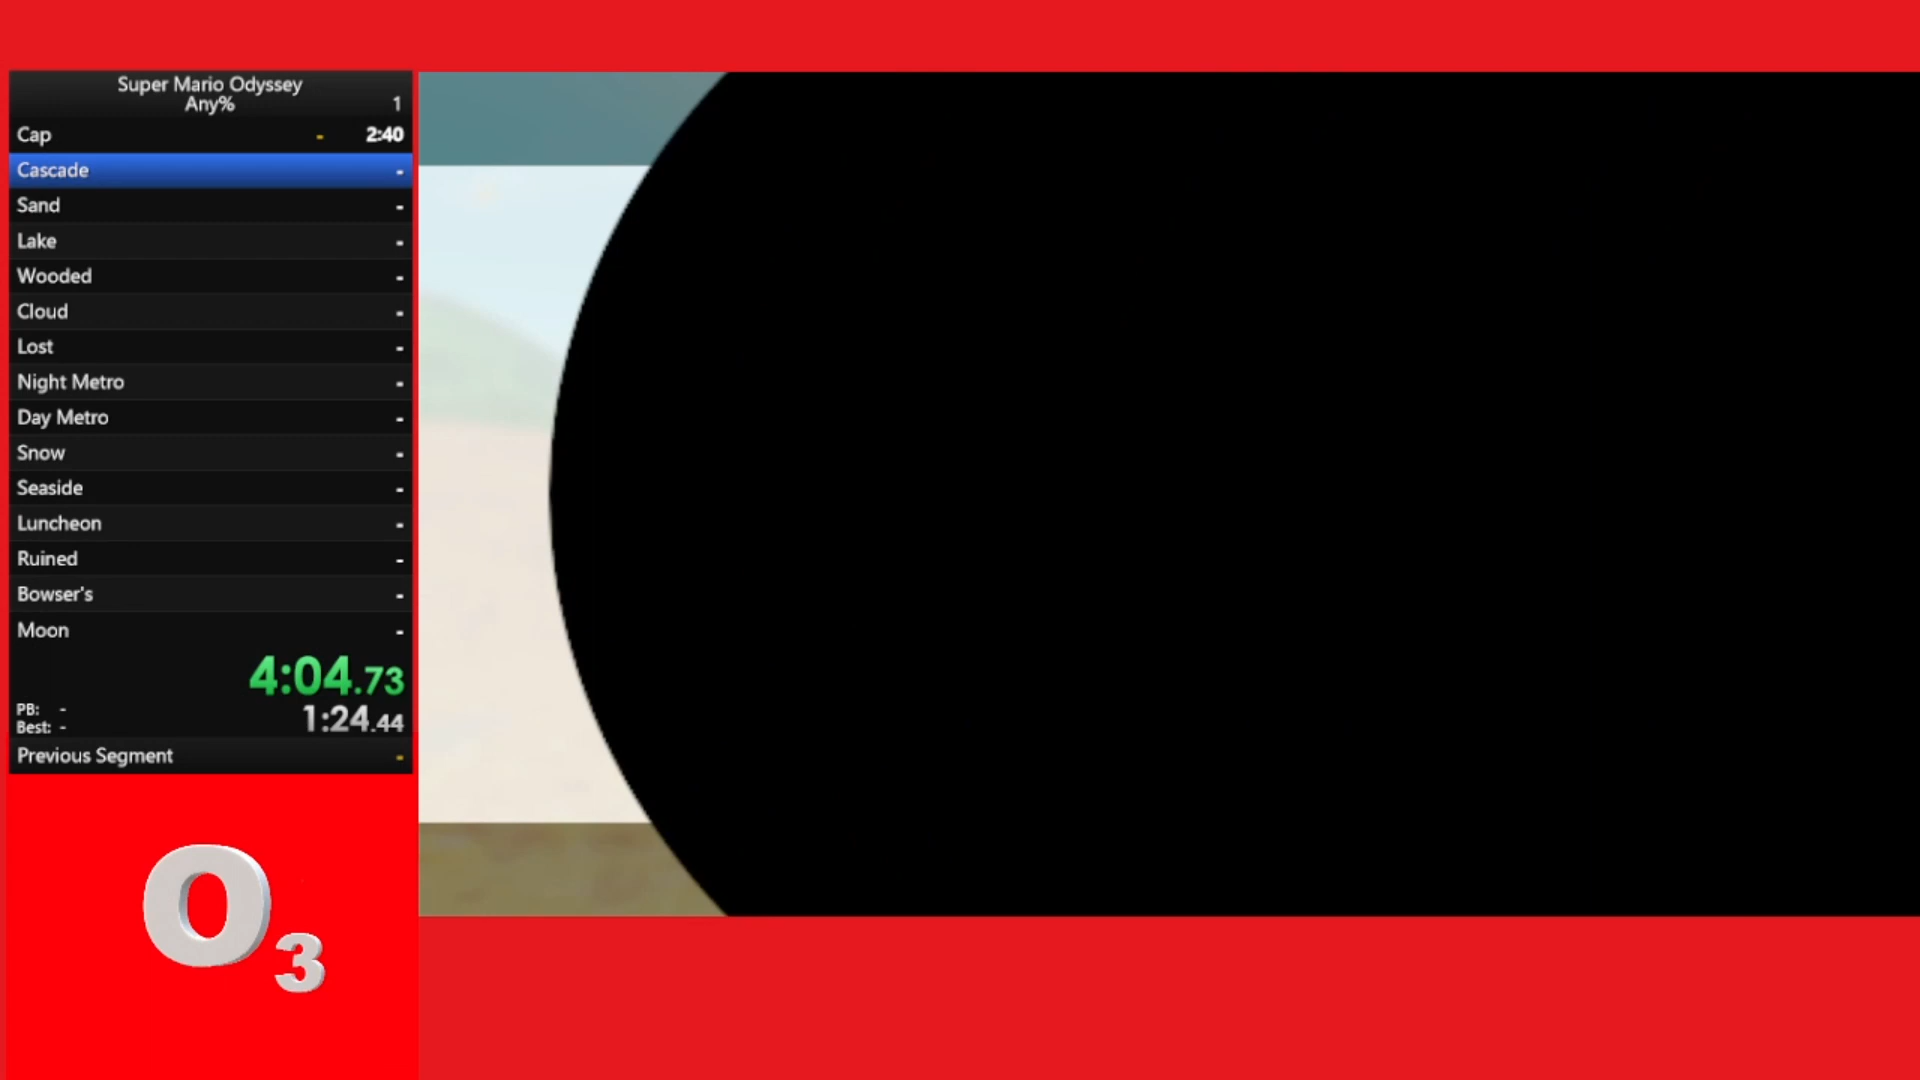 Super Mario Odyssey
Any% 1
Cap - 2:40
Cascade -
Sand -
Lake -
Wooded -
Cloud -
Lost -
Night Metro -
Day Metro -
Snow -
Seaside -
Luncheon -
Ruined -
Bowser's -
Moon -
4:04.73
PB: -
Best: - 1:24.44
Previous Segment -
O3